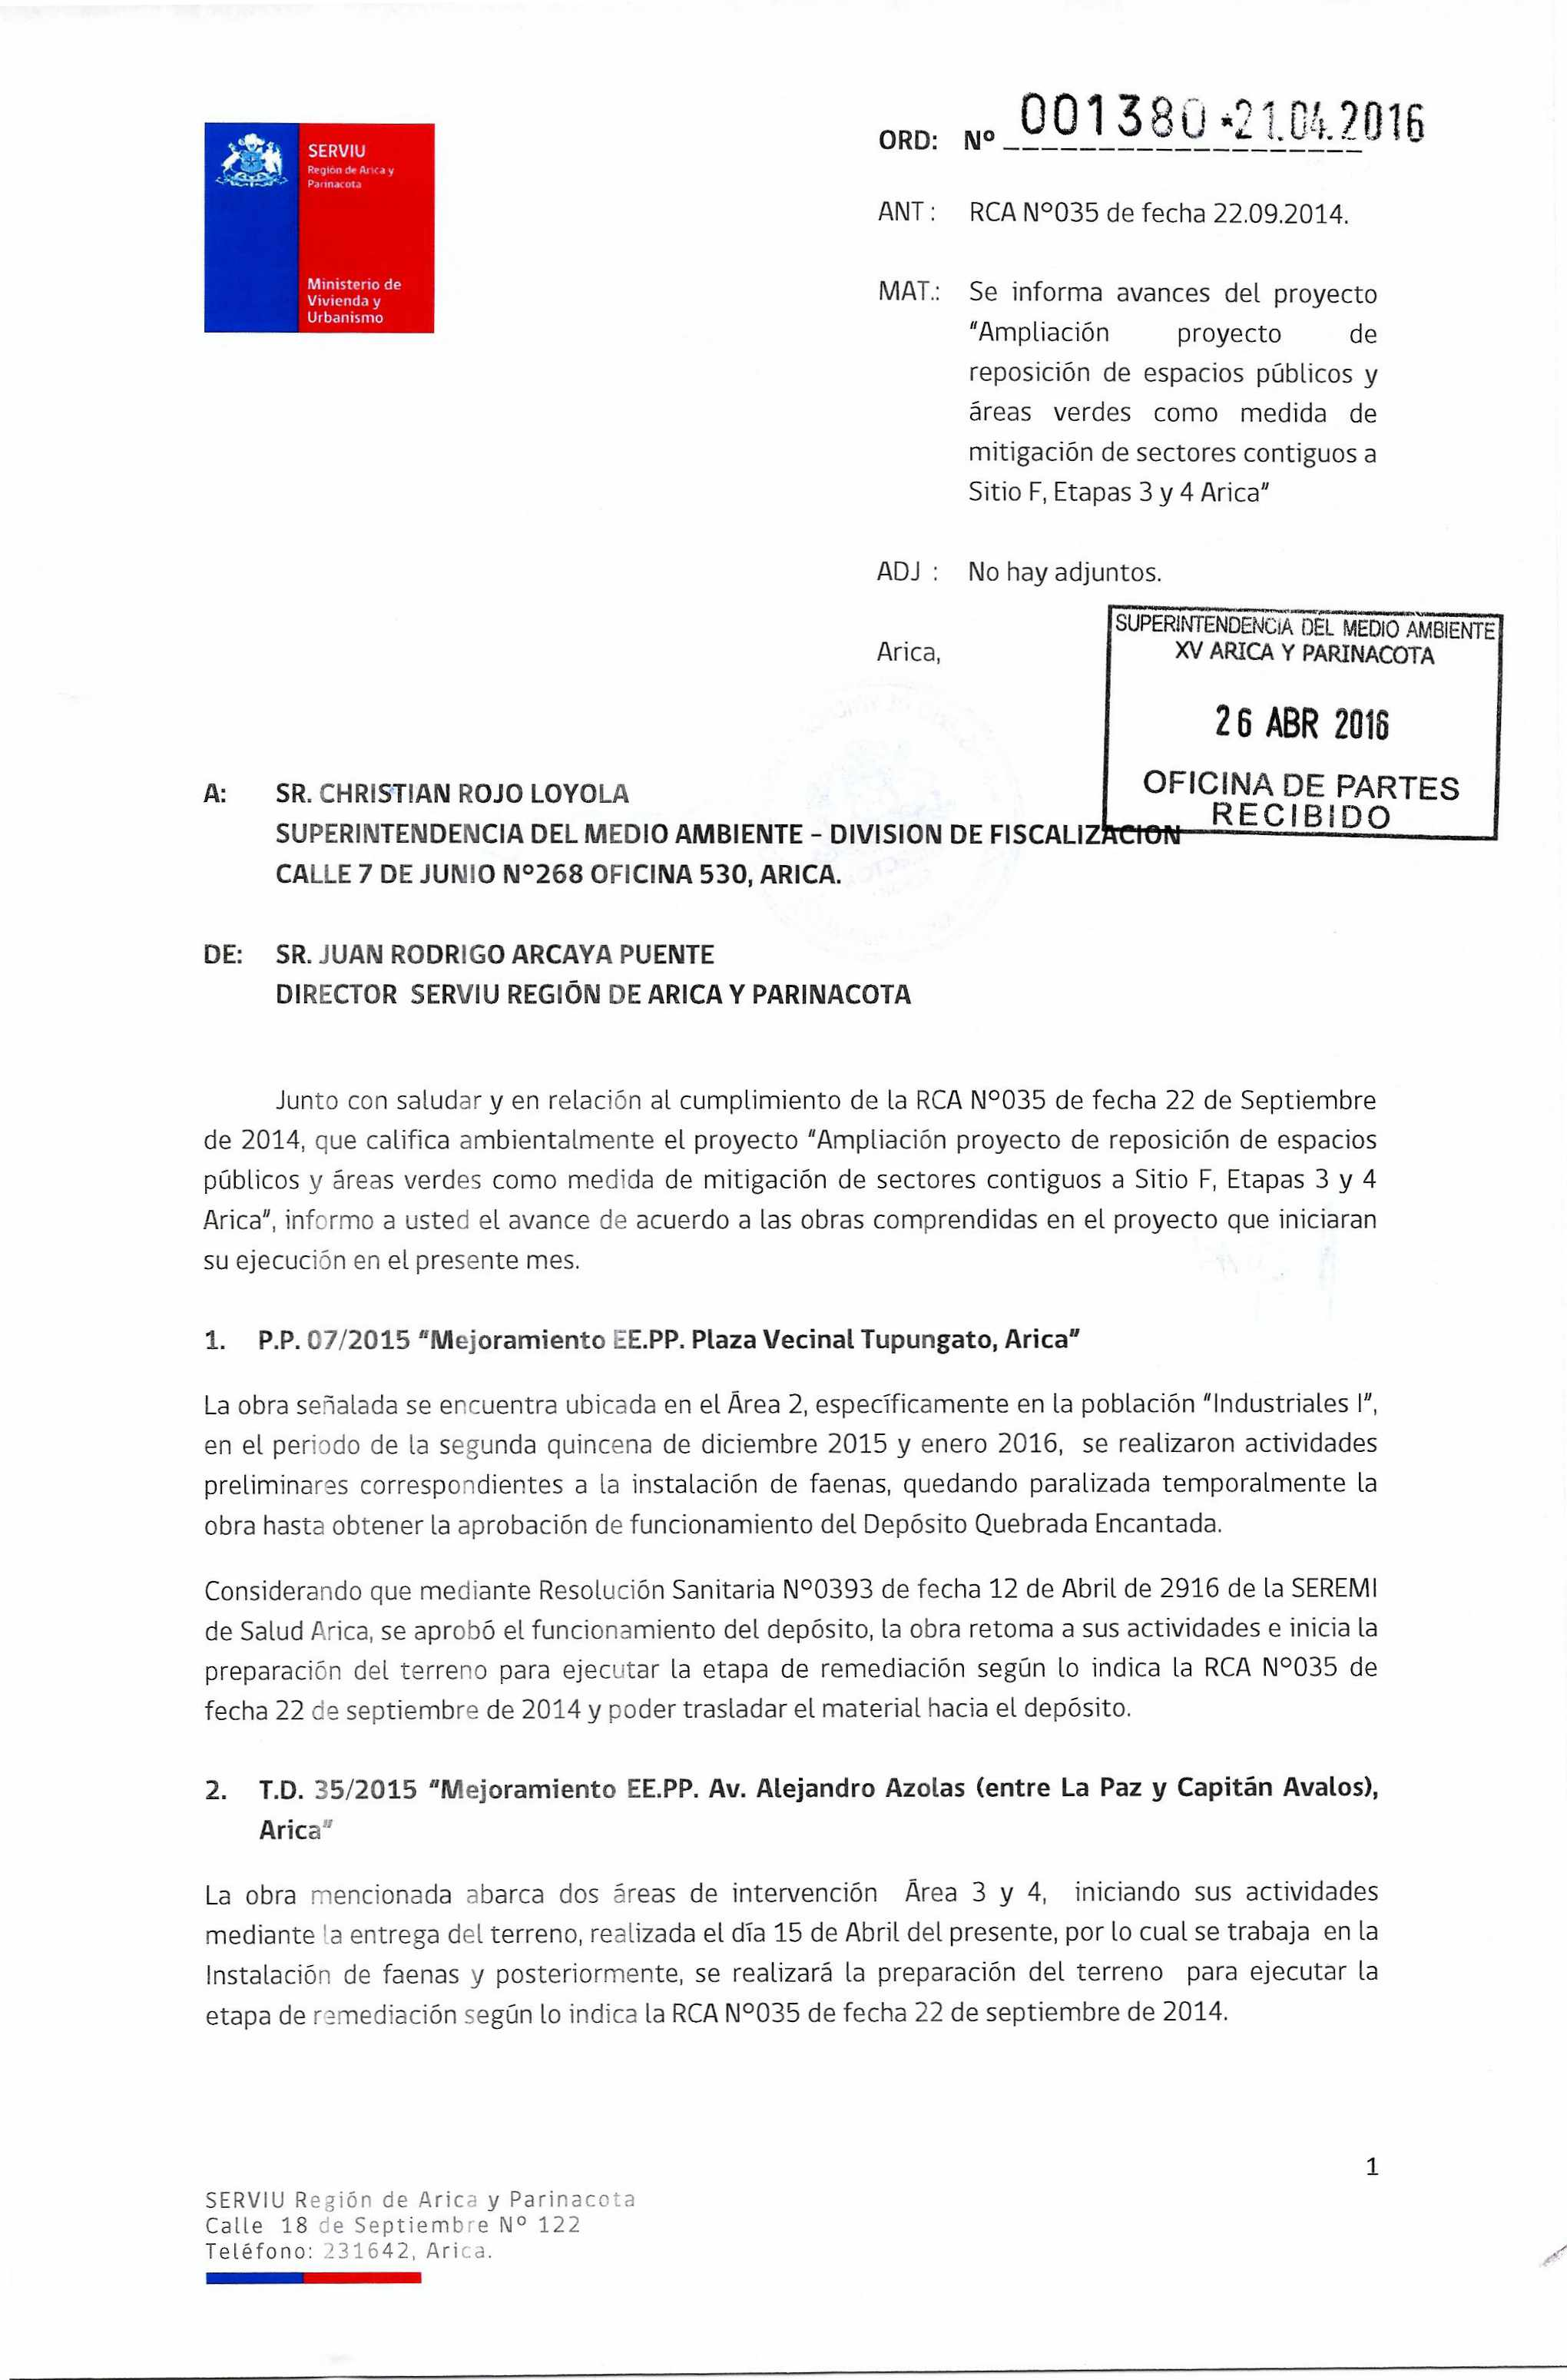 SERVIU
Región de Arica y
Parinacota
Ministerio de
Vivienda y
Urbanismo
ORD: Nº 001380 *21.04.2016
ANT : RCA Nº035 de fecha 22.09.2014.
MAT.: Se informa avances del proyecto
"Ampliación proyecto de
reposición de espacios públicos y
áreas verdes como medida de
mitigación de sectores contiguos a
Sitio F, Etapas 3 y 4 Arica"
ADJ : No hay adjuntos.
Arica,
SUPERINTENDENCIA DEL MEDIO AMBIENTE
XV ARICA Y PARINACOTA
26 ABR 2016
OFICINA DE PARTES
RECIBIDO
A: SR. CHRISTIAN ROJO LOYOLA
SUPERINTENDENCIA DEL MEDIO AMBIENTE – DIVISION DE FISCALIZACION
CALLE 7 DE JUNIO Nº268 OFICINA 530, ARICA.
DE: SR. JUAN RODRIGO ARCAYA PUENTE
DIRECTOR SERVIU REGIÓN DE ARICA Y PARINACOTA
Junto con saludar y en relación al cumplimiento de la RCA Nº035 de fecha 22 de Septiembre
de 2014, que califica ambientalmente el proyecto "Ampliación proyecto de reposición de espacios
públicos y áreas verdes como medida de mitigación de sectores contiguos a Sitio F, Etapas 3 y 4
Arica", informo a usted el avance de acuerdo a las obras comprendidas en el proyecto que iniciaran
su ejecución en el presente mes.
1. P.P. 07/2015 "Mejoramiento EE.PP. Plaza Vecinal Tupungato, Arica"
La obra señalada se encuentra ubicada en el Área 2, específicamente en la población "Industriales I",
en el periodo de la segunda quincena de diciembre 2015 y enero 2016, se realizaron actividades
preliminares correspondientes a la instalación de faenas, quedando paralizada temporalmente la
obra hasta obtener la aprobación de funcionamiento del Depósito Quebrada Encantada.
Considerando que mediante Resolución Sanitaria Nº0393 de fecha 12 de Abril de 2916 de la SEREMI
de Salud Arica, se aprobó el funcionamiento del depósito, la obra retoma a sus actividades e inicia la
preparación del terreno para ejecutar la etapa de remediación según lo indica la RCA Nº035 de
fecha 22 de septiembre de 2014 y poder trasladar el material hacia el depósito.
2. T.D. 35/2015 "Mejoramiento EE.PP. Av. Alejandro Azolas (entre La Paz y Capitán Avalos),
Arica"
La obra mencionada abarca dos áreas de intervención Área 3 y 4, iniciando sus actividades
mediante la entrega del terreno, realizada el día 15 de Abril del presente, por lo cual se trabaja en la
Instalación de faenas y posteriormente, se realizará la preparación del terreno para ejecutar la
etapa de remediación según lo indica la RCA Nº035 de fecha 22 de septiembre de 2014.
1
SERVIU Región de Arica y Parinacota
Calle 18 de Septiembre Nº 122
Teléfono: 231642, Arica.